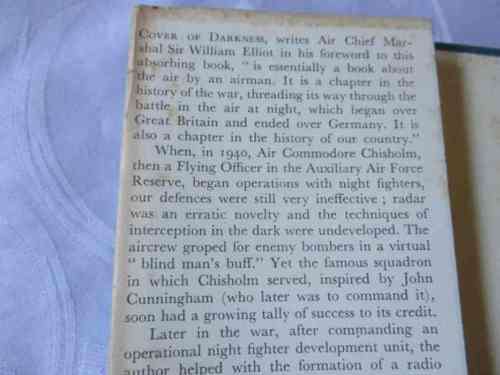 COVER OF DARKNESS, writes Air Chief Mar-
shal Sir William Elliot in his foreword to this
absorbing book, " is essentially a book about
the air by an airman. It is a chapter in the
history of the war, threading its way through the
battle in the air at night, which began over
Great Britain and ended over Germany. It is
also a chapter in the history of our country."
When, in 1940, Air Commodore Chisholm,
then a Flying Officer in the Auxiliary Air Force
Reserve, began operations with night fighters,
our defences were still very ineffective ; radar
was an erratic novelty and the techniques of
interception in the dark were undeveloped. The
aircrew groped for enemy bombers in a virtual
" blind man's buff." Yet the famous squadron
in which Chisholm served, inspired by John
Cunningham (who later was to command it),
soon had a growing tally of success to its credit.
Later in the war, after commanding an
operational night fighter development unit, the
author helped with the formation of a radio